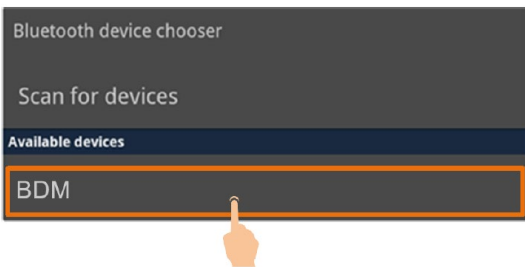 Bluetooth device chooser
Scan for devices
Available devices
BDM